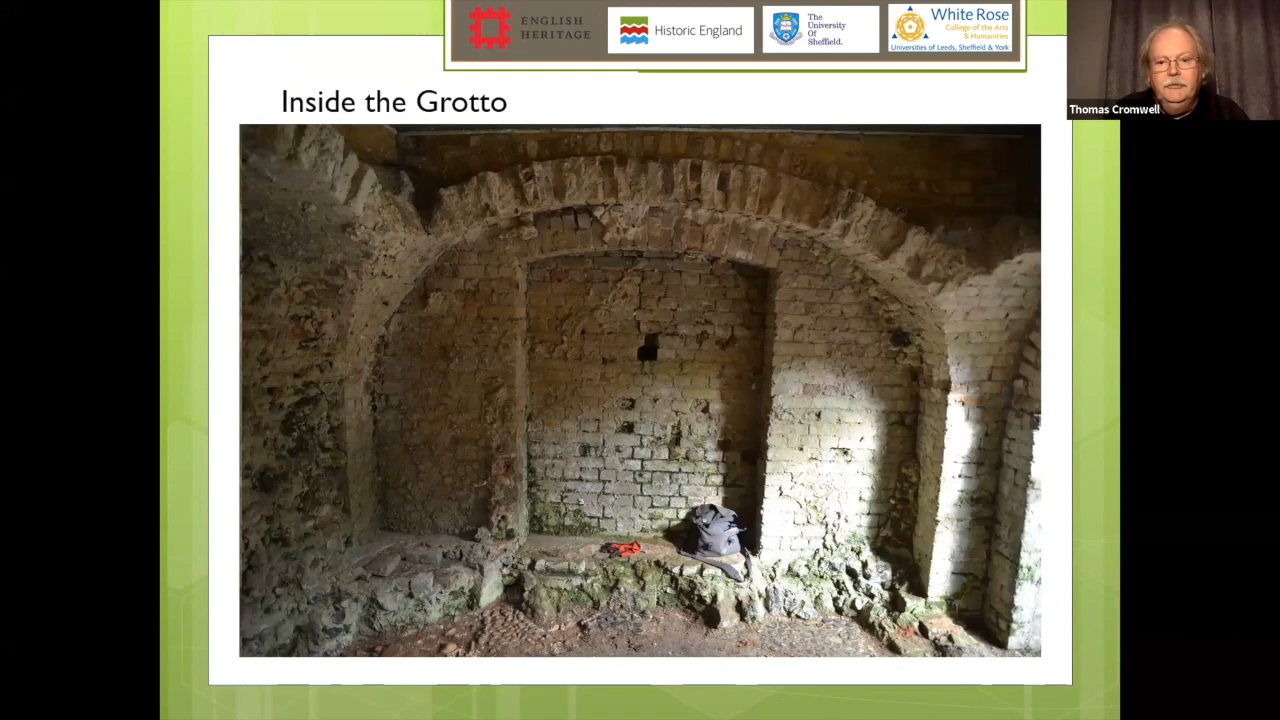 ENGLISH
HERITAGE
Historic England
The
University
Of
Sheffield.
White Rose
College of the Arts
& Humanities
Universities of Leeds, Sheffield & York
Thomas Cromwell
Inside the Grotto